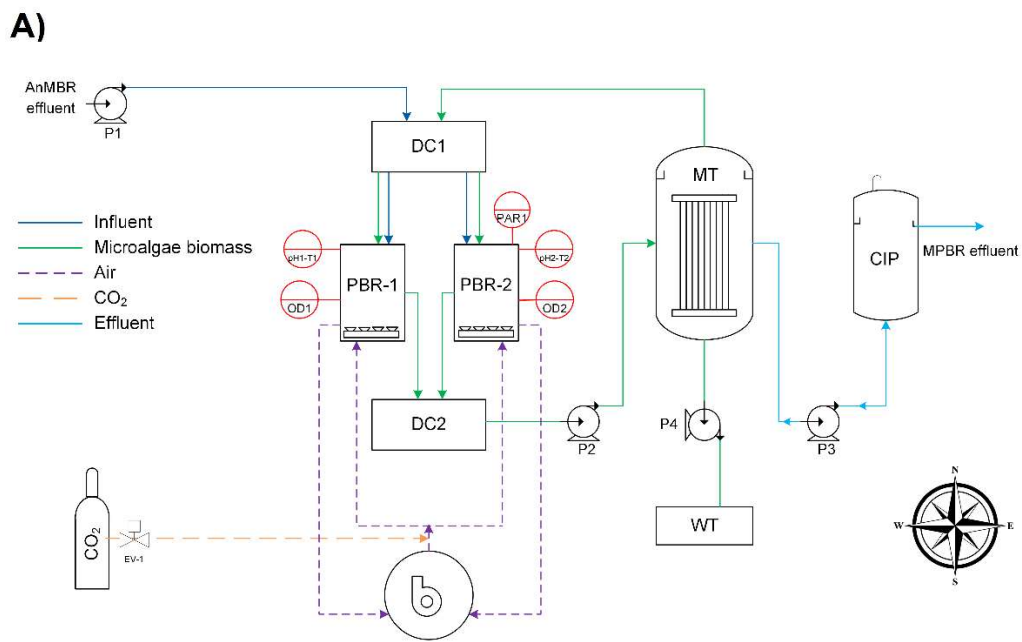 A)
AnMBR
effluent
P1
DC1
MT
Influent
Microalgae biomass
Air
CO₂
Effluent
PAR1
pH1-T1
pH2-T2
PBR-1
PBR-2
OD1
OD2
CIP
MPBR effluent
DC2
P2
P4
P3
WT
CO₂
EV-1
N
W
E
S